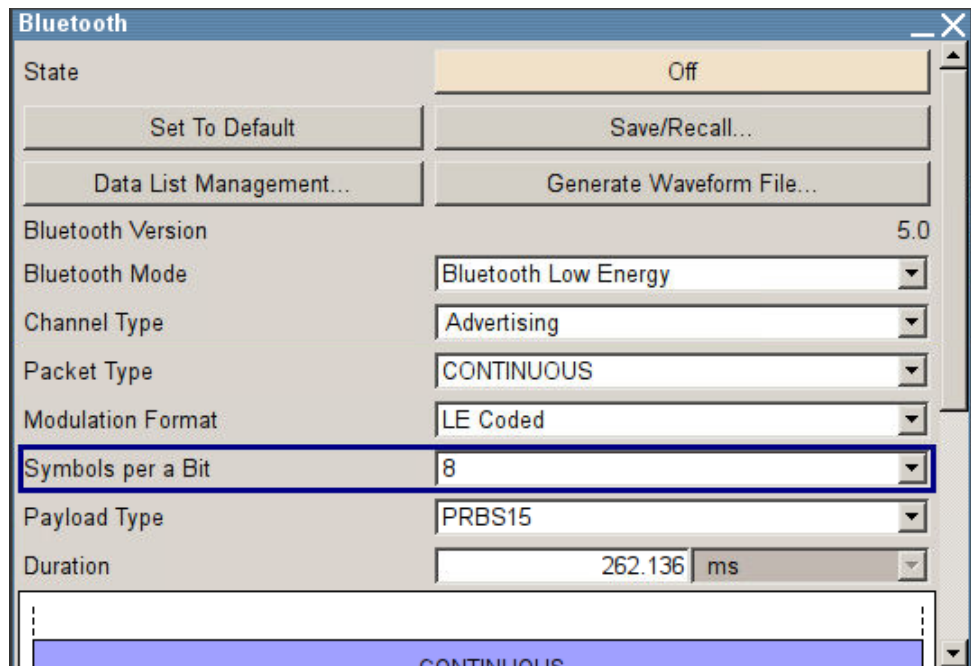 Bluetooth
State Off
Set To Default Save/Recall...
Data List Management... Generate Waveform File...
Bluetooth Version 5.0
Bluetooth Mode Bluetooth Low Energy
Channel Type Advertising
Packet Type CONTINUOUS
Modulation Format LE Coded
Symbols per a Bit 8
Payload Type PRBS15
Duration 262.136 ms
CONTINUOUS